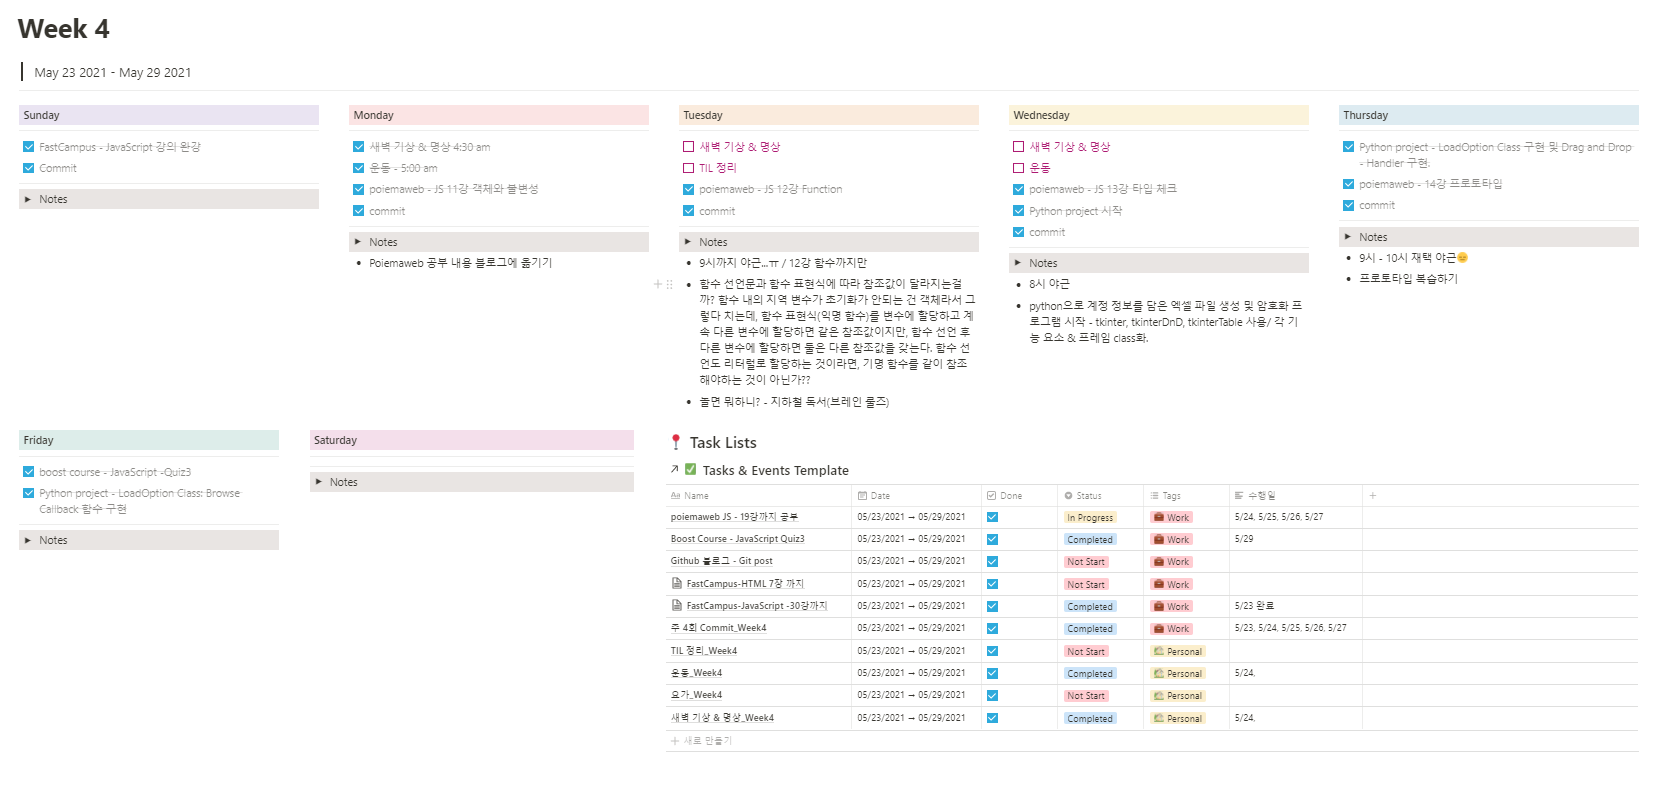 Week 4
May 23 2021 - May 29 2021
Sunday
FastCampus - JavaScript 강의 완강
Commit
Notes
Monday
새벽 기상 & 명상 4:30 am
운동 - 5:00 am
poiemaweb - JS 11강 객체와 불변성
commit
Notes
Poiemaweb 공부 내용 블로그에 옮기기
Tuesday
새벽 기상 & 명상
TIL 정리
poiemaweb - JS 12강 Function
commit
Notes
9시까지 야근...ㅠ / 12강 함수까지만
함수 선언문과 함수 표현식에 따라 참조값이 달라지는걸
까? 함수 내의 지역 변수가 초기화가 안되는 건 객체라서 그
렇다 치는데, 함수 표현식(익명 함수)를 변수에 할당하고 계
속 다른 변수에 할당하면 같은 참조값이지만, 함수 선언 후
다른 변수에 할당하면 둘은 다른 참조값을 갖는다. 함수 선
언도 리터럴로 할당하는 것이라면, 기명 함수를 같이 참조
해야하는 것이 아닌가??
놀면 뭐하니? - 지하철 독서(브레인 룰즈)
Wednesday
새벽 기상 & 명상
운동
poiemaweb - JS 13강 타입 체크
Python project 시작
commit
Notes
8시 야근
python으로 계정 정보를 담은 엑셀 파일 생성 및 암호화 프
로그램 시작 - tkinter, tkinterDnD, tkinterTable 사용/ 각 기
능 요소 & 프레임 class화.
Thursday
Python project - LoadOption Class 구현 및 Drag and Drop
- Handler 구현.
poiemaweb - 14강 프로토타입
commit
Notes
9시 - 10시 재택 야근
프로토타입 복습하기
Friday
boost course - JavaScript -Quiz3
Python project - LoadOption Class: Browse
Callback 함수 구현
Notes
Saturday
Notes
Task Lists
Tasks & Events Template
Aa Name Date Done Status Tags 수행일
poiemaweb JS - 19강까지 공부 05/23/2021 → 05/29/2021 In Progress Work 5/24, 5/25, 5/26, 5/27
Boost Course - JavaScript Quiz3 05/23/2021 → 05/29/2021 Completed Work 5/29
Github 블로그 - Git post 05/23/2021 → 05/29/2021 Not Start Work
FastCampus-HTML 7장 까지 05/23/2021 → 05/29/2021 Not Start Work
FastCampus-JavaScript -30강까지 05/23/2021 → 05/29/2021 Completed Work 5/23 완료
주 4회 Commit_Week4 05/23/2021 → 05/29/2021 Completed Work 5/23, 5/24, 5/25, 5/26, 5/27
TIL 정리_Week4 05/23/2021 → 05/29/2021 Not Start Personal
운동_Week4 05/23/2021 → 05/29/2021 Completed Personal 5/24,
요가_Week4 05/23/2021 → 05/29/2021 Not Start Personal
새벽 기상 & 명상_Week4 05/23/2021 → 05/29/2021 Completed Personal 5/24,
+ 새로 만들기